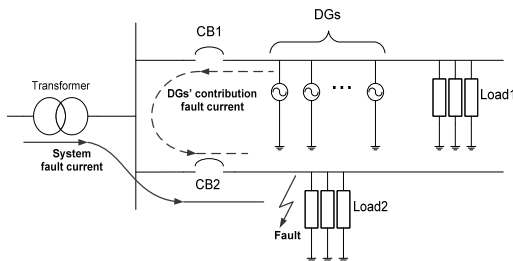 DGs
CB1
Transformer
DGs' contribution
fault current
Load1
System
fault current
CB2
Load2
Fault